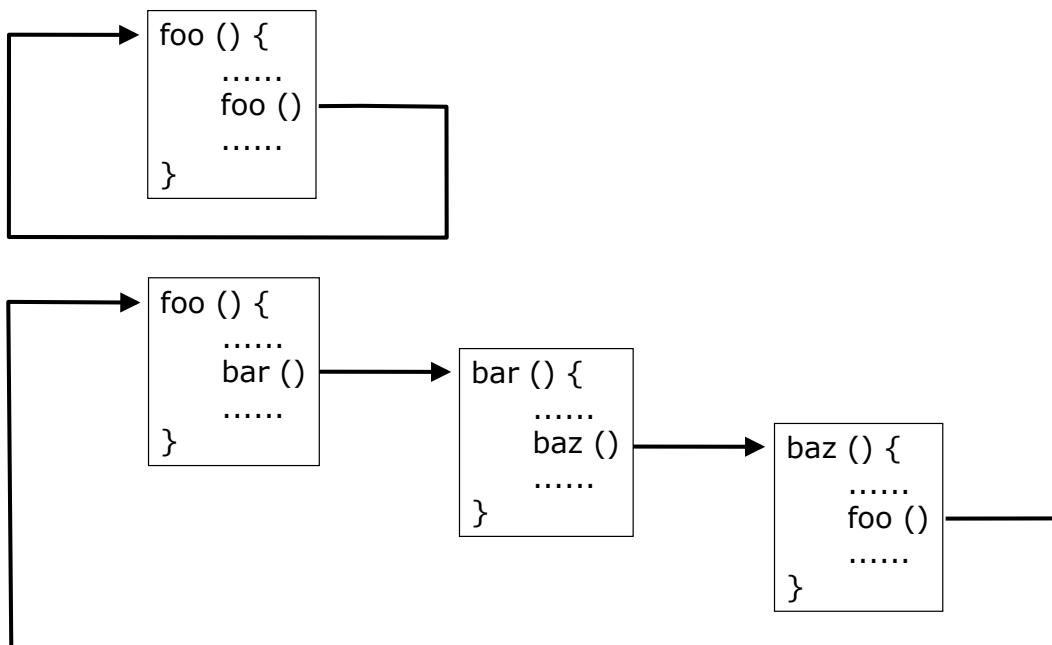 foo () {
......
foo ()
......
}
foo () {
......
bar ()
......
}
bar () {
......
baz ()
......
}
baz () {
......
foo ()
......
}